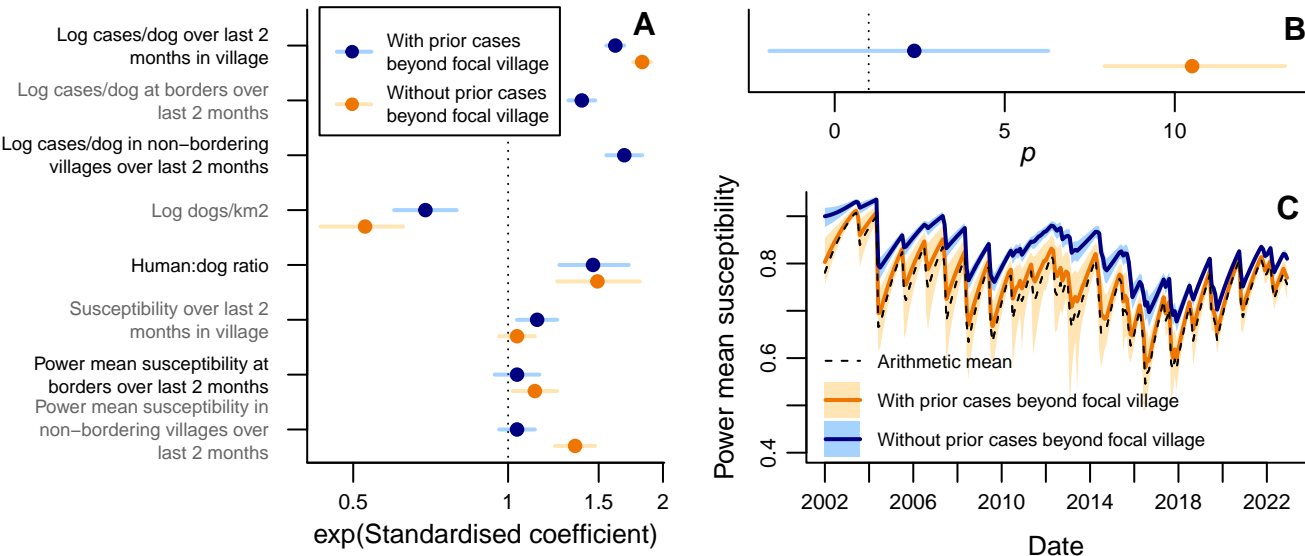 A
Log cases/dog over last 2
months in village
Log cases/dog at borders over
last 2 months
Log cases/dog in non−bordering
villages over last 2 months
Log dogs/km2
Human:dog ratio
Susceptibility over last 2
months in village
Power mean susceptibility at
borders over last 2 months
Power mean susceptibility in
non−bordering villages over
last 2 months
With prior cases
beyond focal village
Without prior cases
beyond focal village
0.5 1 1.5 2
exp(Standardised coefficient)
B
0 5 10
p
C
Power mean susceptibility
0.8
0.6
0.4
Arithmetic mean
With prior cases beyond focal village
Without prior cases beyond focal village
2002 2006 2010 2014 2018 2022
Date